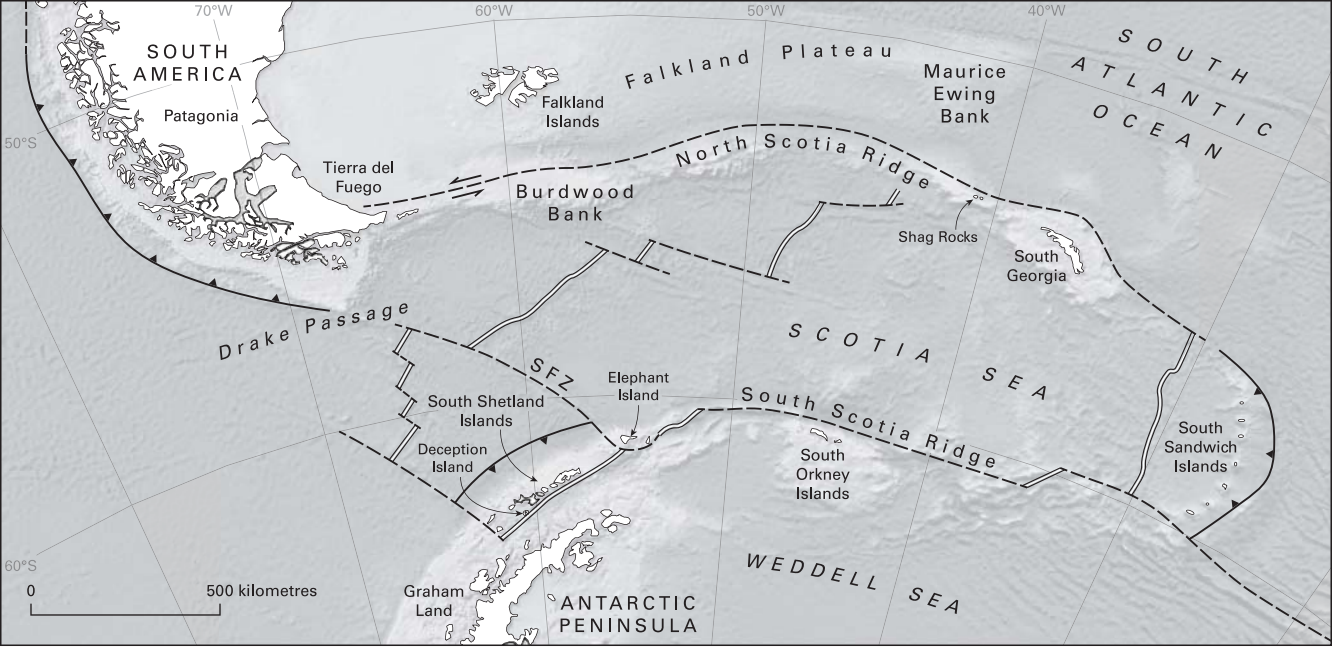 70°W
60°W
50°W
40°W
SOUTH
AMERICA
Patagonia
Falkland Plateau
Falkland
Islands
Maurice
Ewing
Bank
SOUTH
ATLANTIC
OCEAN
50°S
Tierra del
Fuego
North Scotia Ridge
Burdwood
Bank
Shag Rocks
South
Georgia
Drake Passage
SCOTIA SEA
SFZ
Elephant
Island
South Shetland
Islands
South Scotia Ridge
Deception
Island
South
Orkney
Islands
South
Sandwich
Islands
60°S
0 500 kilometres
Graham
Land
ANTARCTIC
PENINSULA
WEDDELL SEA